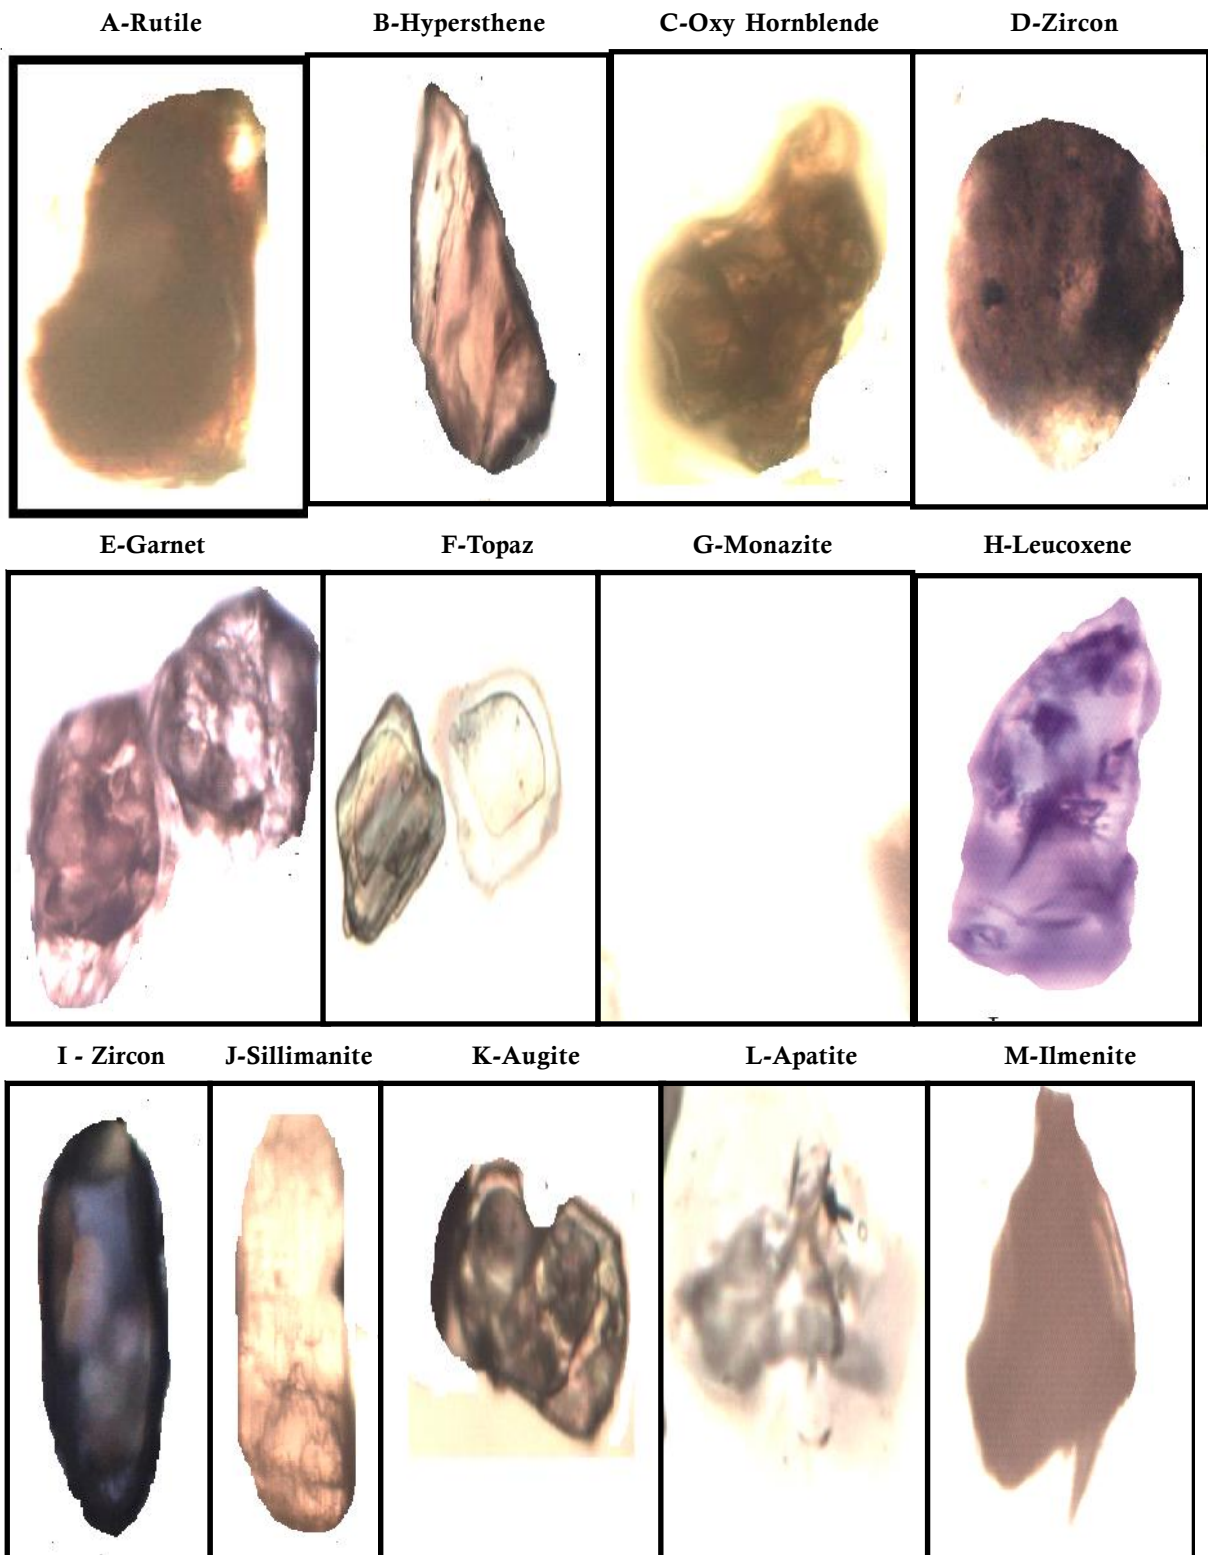 A-Rutile B-Hypersthene C-Oxy Hornblende D-Zircon
E-Garnet F-Topaz G-Monazite H-Leucoxene
I - Zircon J-Sillimanite K-Augite L-Apatite M-Ilmenite